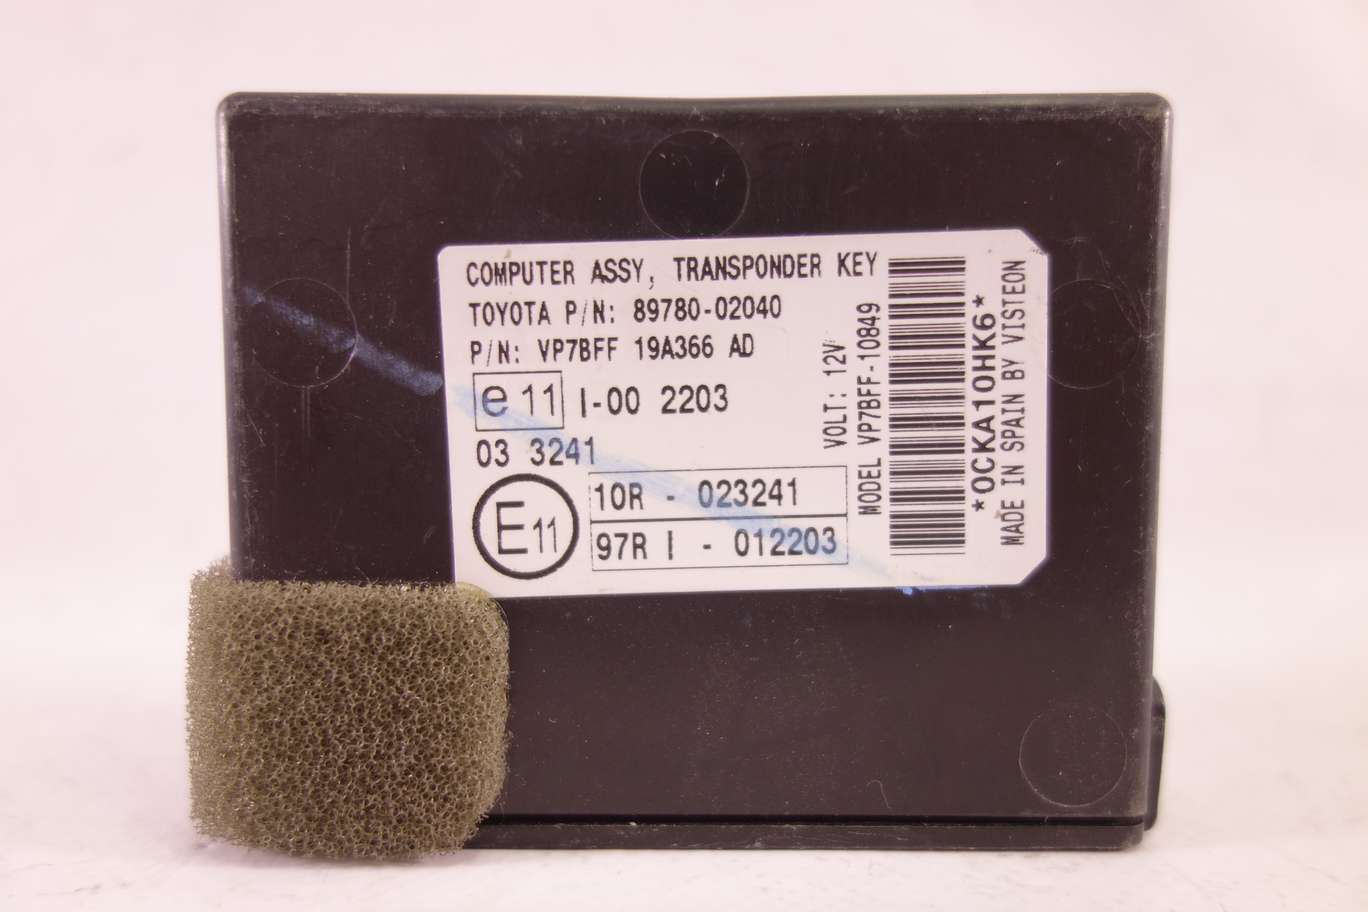 COMPUTER ASSY, TRANSPONDER KEY
TOYOTA P/N: 89780-02040
P/N: VP7BFF 19A366 AD
e 11 I-00 2203
03 3241
E11
10R - 023241
97R I - 012203
VOLT: 12V
MODEL VP7BFF-10849
*0CKA10HK6*
MADE IN SPAIN BY VISTEON